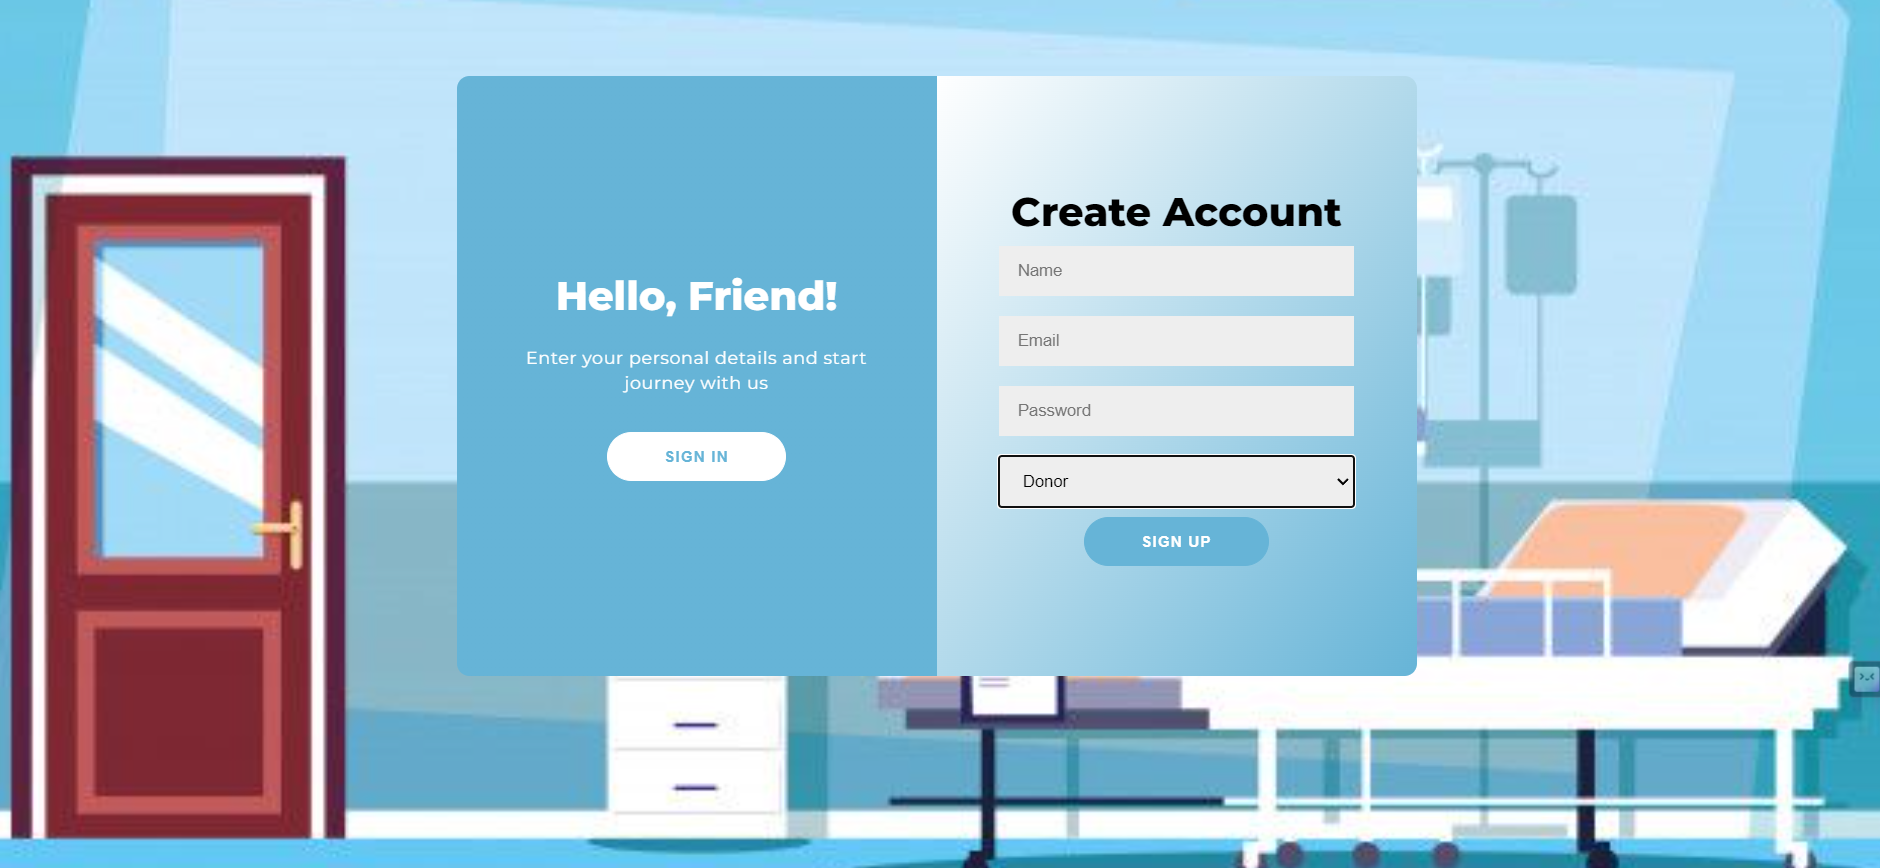 Hello, Friend!
Enter your personal details and start
journey with us
SIGN IN
Create Account
Name
Email
Password
Donor
SIGN UP